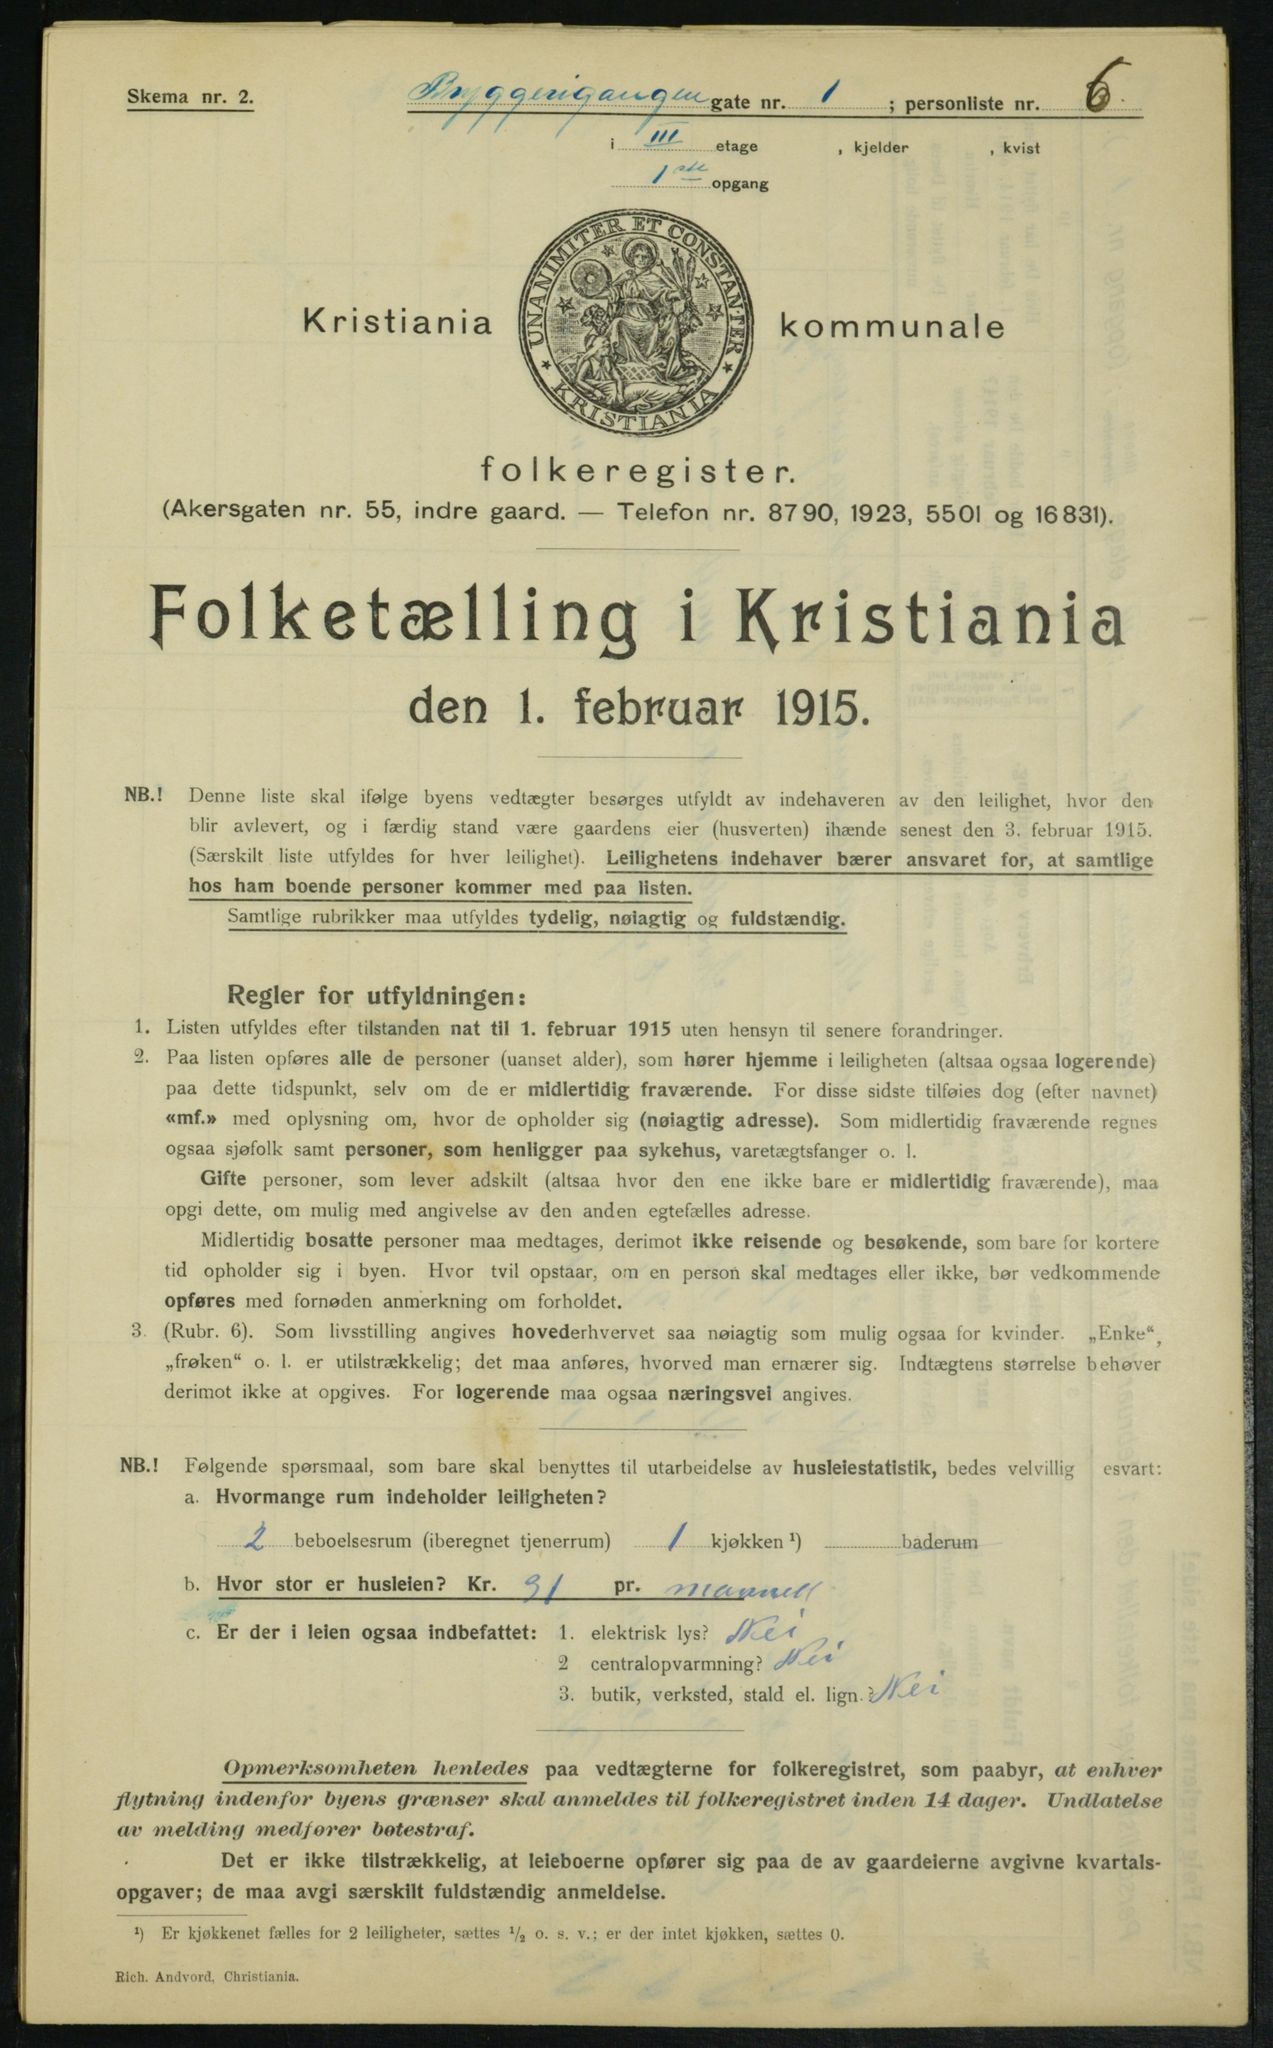 Skema nr. 2.
Bryggerigangen gate nr. 1 ; personliste nr. 6.
i III etage , kjelder , kvist
1ste opgang
UNANIMITER ET CONSTANTER
KRISTIANIA
Kristiania kommunale
folkeregister.
(Akersgaten nr. 55, indre gaard. — Telefon nr. 8790, 1923, 5501 og 16831).
Folketælling i Kristiania
den 1. februar 1915.
NB.! Denne liste skal ifølge byens vedtægter besørges utfyldt av indehaveren av den leilighet, hvor den
blir avlevert, og i færdig stand være gaardens eier (husverten) ihænde senest den 3. februar 1915.
(Særskilt liste utfyldes for hver leilighet). Leilighetens indehaver bærer ansvaret for, at samtlige
hos ham boende personer kommer med paa listen.
Samtlige rubrikker maa utfyldes tydelig, nøiagtig og fuldstændig.
Regler for utfyldningen:
1. Listen utfyldes efter tilstanden nat til 1. februar 1915 uten hensyn til senere forandringer.
2. Paa listen opføres alle de personer (uanset alder), som hører hjemme i leiligheten (altsaa ogsaa logerende)
paa dette tidspunkt, selv om de er midlertidig fraværende. For disse sidste tilføies dog (efter navnet)
«mf.» med oplysning om, hvor de opholder sig (nøiagtig adresse). Som midlertidig fraværende regnes
ogsaa sjøfolk samt personer, som henligger paa sykehus, varetægtsfanger o. l.
Gifte personer, som lever adskilt (altsaa hvor den ene ikke bare er midlertidig fraværende), maa
opgi dette, om mulig med angivelse av den anden egtefælles adresse.
Midlertidig bosatte personer maa medtages, derimot ikke reisende og besøkende, som bare for kortere
tid opholder sig i byen. Hvor tvil opstaar, om en person skal medtages eller ikke, bør vedkommende
opføres med fornøden anmerkning om forholdet.
3. (Rubr. 6). Som livsstilling angives hovederhvervet saa nøiagtig som mulig ogsaa for kvinder. „Enke“,
„frøken“ o. l. er utilstrækkelig; det maa anføres, hvorved man ernærer sig. Indtægtens størrelse behøver
derimot ikke at opgives. For logerende maa ogsaa næringsvei angives.
NB.! Følgende spørsmaal, som bare skal benyttes til utarbeidelse av husleiestatistik, bedes velvillig esvart:
a. Hvormange rum indeholder leiligheten?
2 beboelsesrum (iberegnet tjenerrum) 1 kjøkken ¹) baderum
b. Hvor stor er husleien? Kr. 31 pr.
c. Er der i leien ogsaa indbefattet: 1. elektrisk lys? Nei
2 centralopvarmning? Nei
3. butik, verksted, stald el. lign.? Nei
Opmerksomheten henledes paa vedtægterne for folkeregistret, som paabyr, at enhver
flytning indenfor byens grænser skal anmeldes til folkeregistret inden 14 dager. Undlatelse
av melding medfører bøtestraf.
Det er ikke tilstrækkelig, at leieboerne opfører sig paa de av gaardeierne avgivne kvartals-
opgaver; de maa avgi særskilt fuldstændig anmeldelse.
¹) Er kjøkkenet fælles for 2 leiligheter, sættes ½ o. s. v.; er der intet kjøkken, sættes 0.
Rich. Andvord, Christiania.